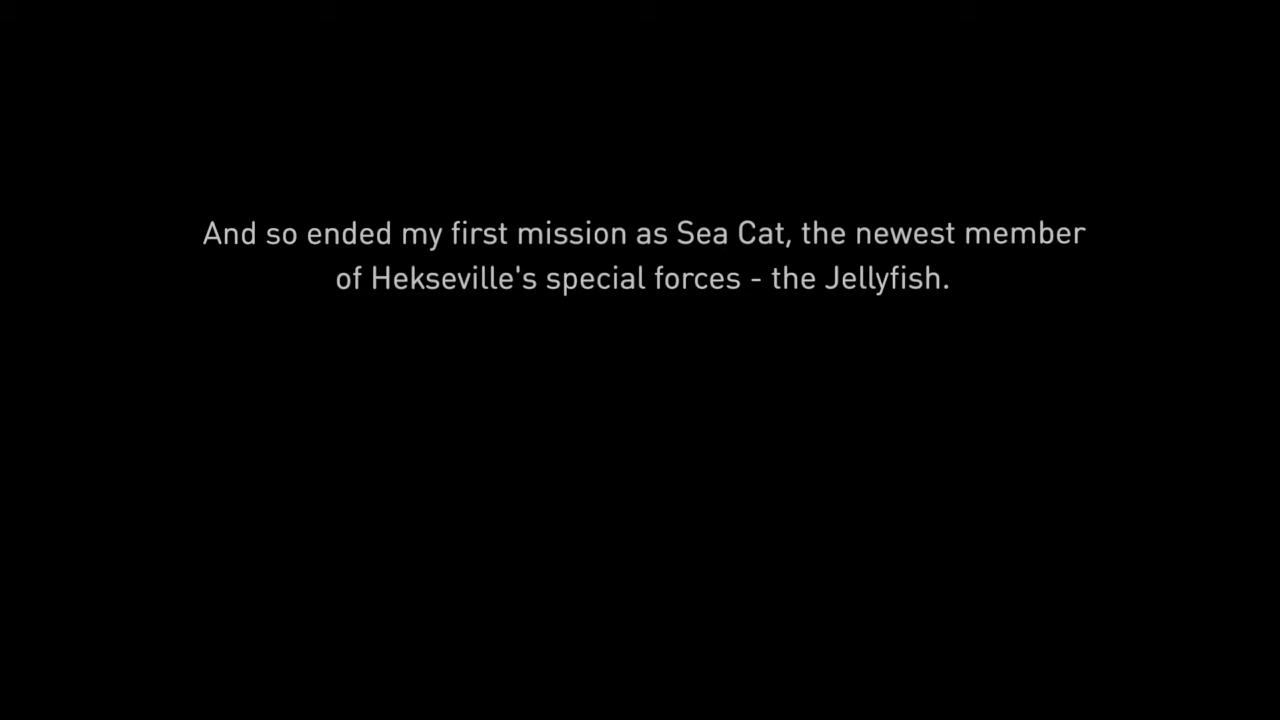 And so ended my first mission as Sea Cat, the newest member
of Hekseville's special forces - the Jellyfish.